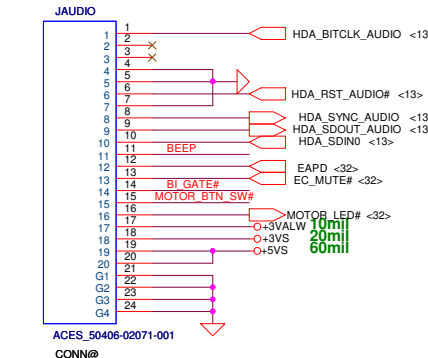 JAUDIO
1 1 HDA_BITCLK_AUDIO <13
2 2
3 3
4 4
5 5
6 6 HDA_RST_AUDIO# <13>
7 7
8 8 HDA_SYNC_AUDIO <13
9 9 HDA_SDOUT_AUDIO <13
10 10 HDA_SDIN0 <13>
11 11 BEEP
12 12 EAPD <32>
13 13 EC_MUTE# <32>
14 14 BI_GATE#
15 15 MOTOR_BTN_SW#
16 16 MOTOR_LED# <32>
17 17 +3VALW 10mil
18 18 +3VS 20mil
19 19 +5VS 60mil
20 20
G1 21
G2 22
G3 23
G4 24
ACES_50406-02071-001
CONN@